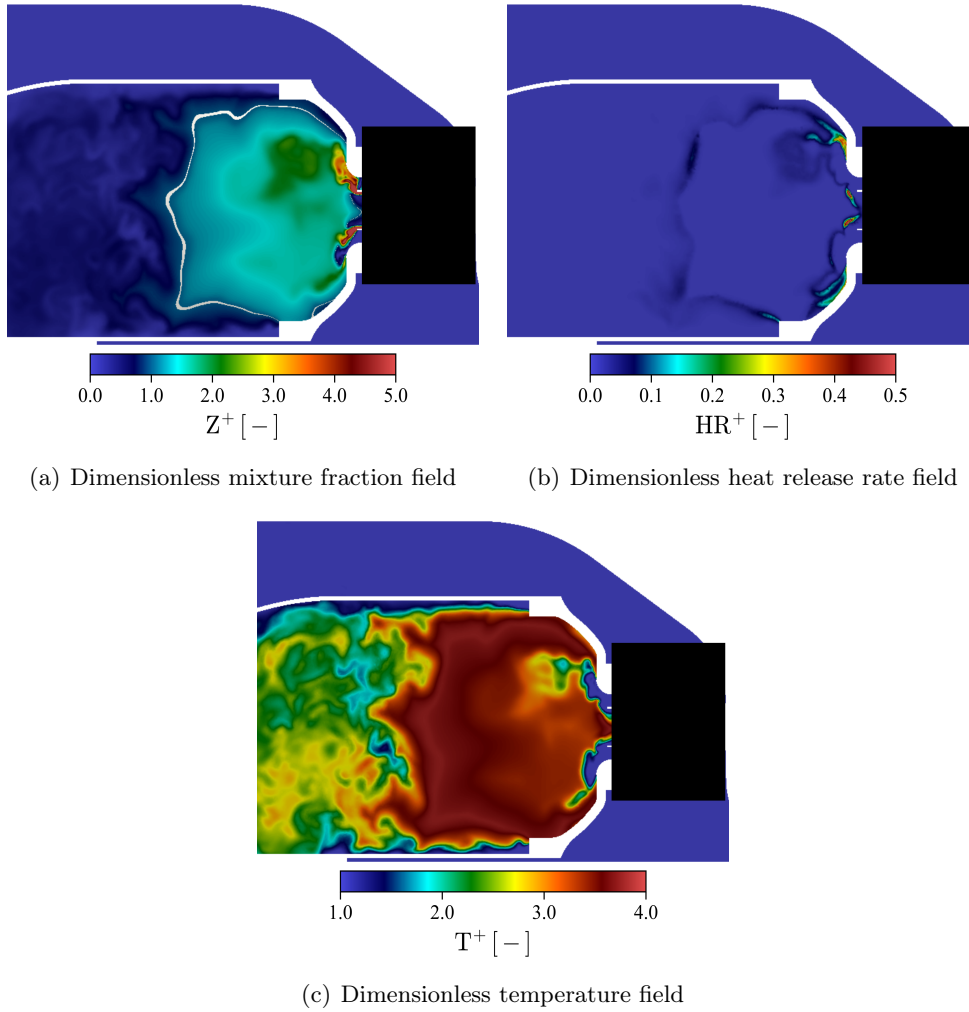 0.0 1.0 2.0 3.0 4.0 5.0
Z⁺ [ − ]
(a) Dimensionless mixture fraction field
0.0 0.1 0.2 0.3 0.4 0.5
HR⁺ [ − ]
(b) Dimensionless heat release rate field
1.0 2.0 3.0 4.0
T⁺ [ − ]
(c) Dimensionless temperature field